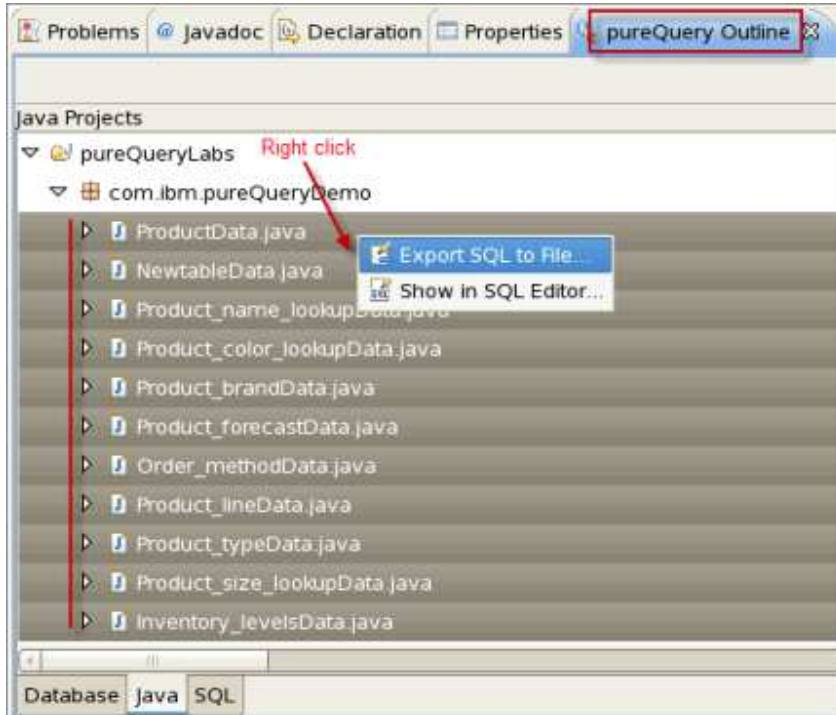 Problems @ Javadoc Declaration Properties pureQuery Outline
Java Projects
pureQueryLabs Right click
com.ibm.pureQueryDemo
ProductData.java
Export SQL to File...
NewtableData.java
Show in SQL Editor...
Product_name_lookupData.java
Product_color_lookupData.java
Product_brandData.java
Product_forecastData.java
Order_methodData.java
Product_lineData.java
Product_typeData.java
Product_size_lookupData.java
Inventory_levelsData.java
Database Java SQL